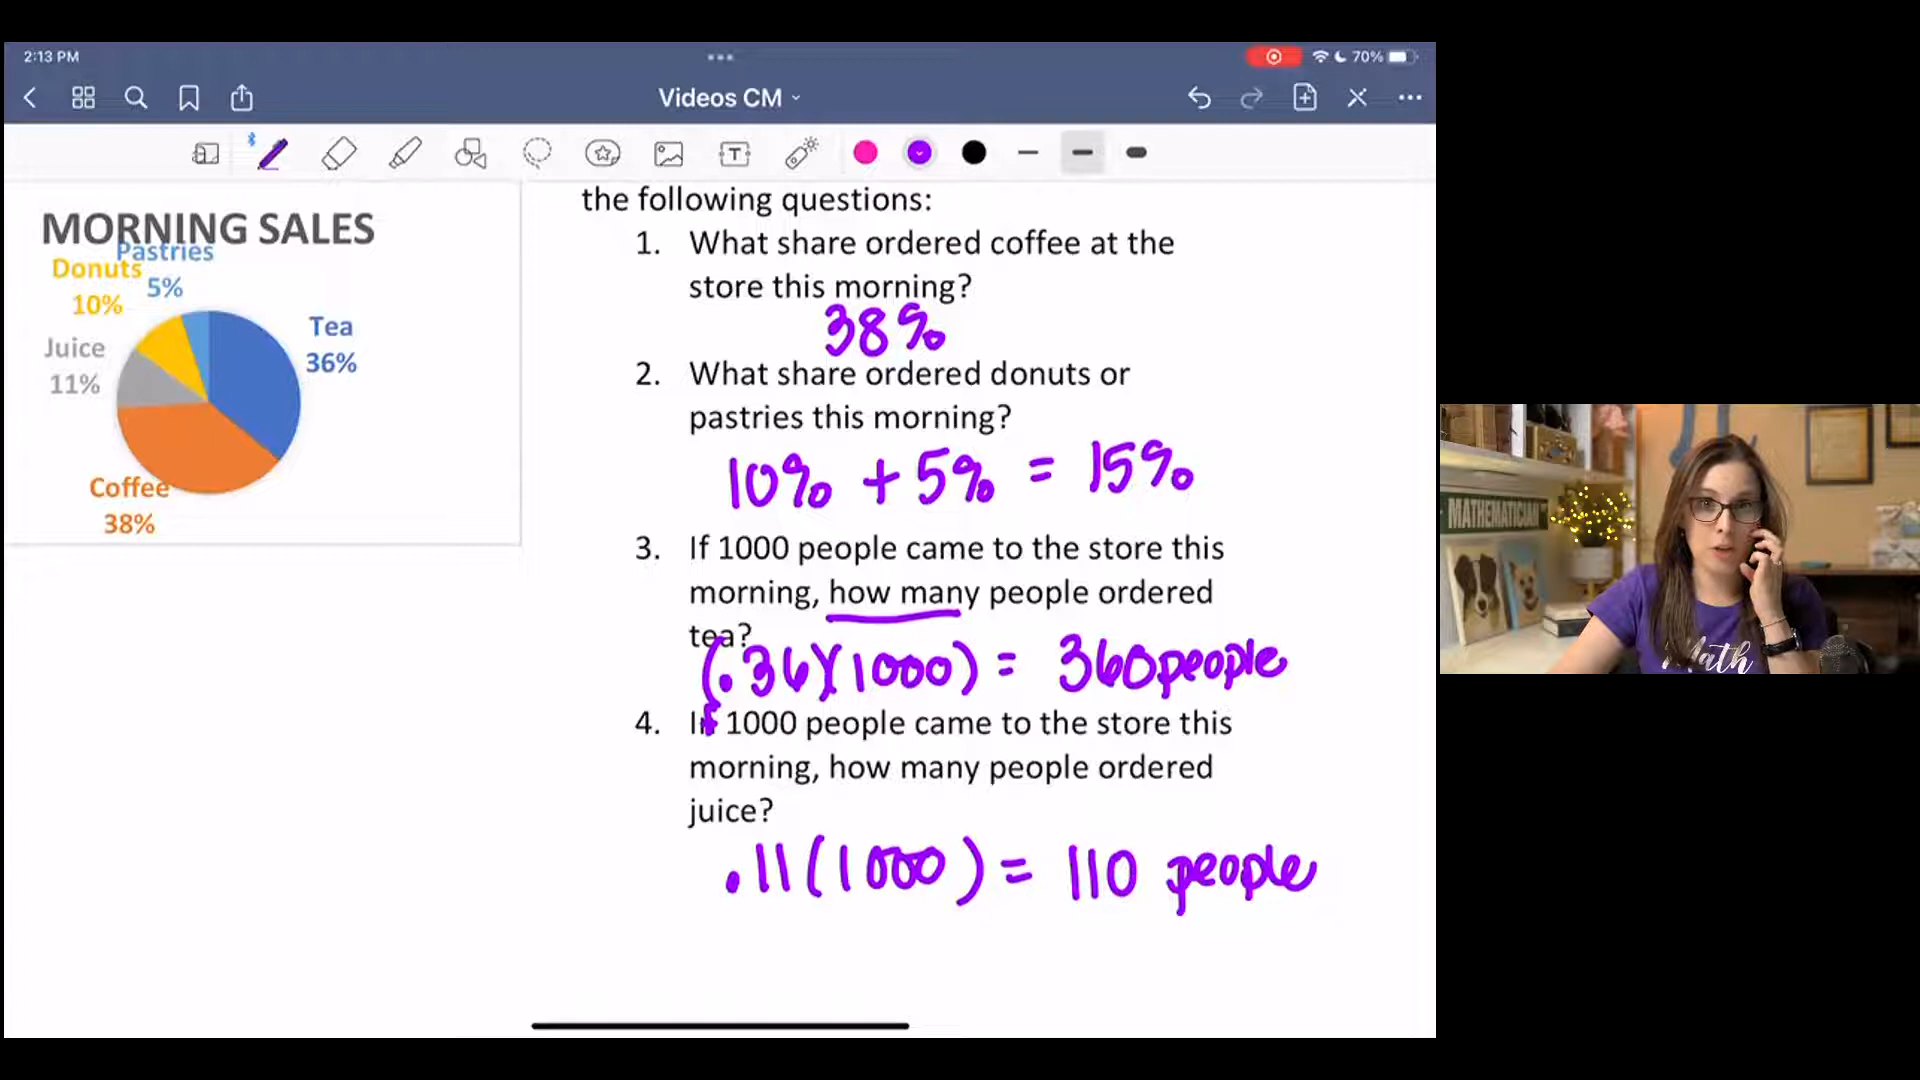 2:13 PM
70%
Videos CM
T
MORNING SALES
Pastries
5%
Donuts
10%
Tea
36%
Juice
11%
Coffee
38%
the following questions:
1. What share ordered coffee at the
store this morning?
38%
2. What share ordered donuts or
pastries this morning?
10% + 5% = 15%
3. If 1000 people came to the store this
morning, how many people ordered
tea?
(.36)(1000) = 360 people
4. If 1000 people came to the store this
morning, how many people ordered
juice?
.11(1000) = 110 people
MATHEMATICIAN
Math